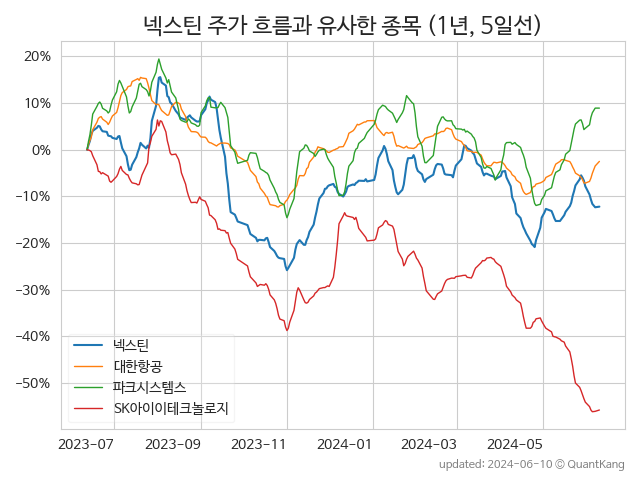 넥스틴 주가 흐름과 유사한 종목 (1년, 5일선)
20%
10%
0%
−10%
−20%
−30%
−40%
−50%
넥스틴
대한항공
파크시스템스
SK아이이테크놀로지
2023-07
2023-09
2023-11
2024-01
2024-03
2024-05
updated: 2024-06-10 © QuantKang